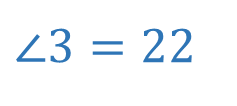 ∠3 = 22